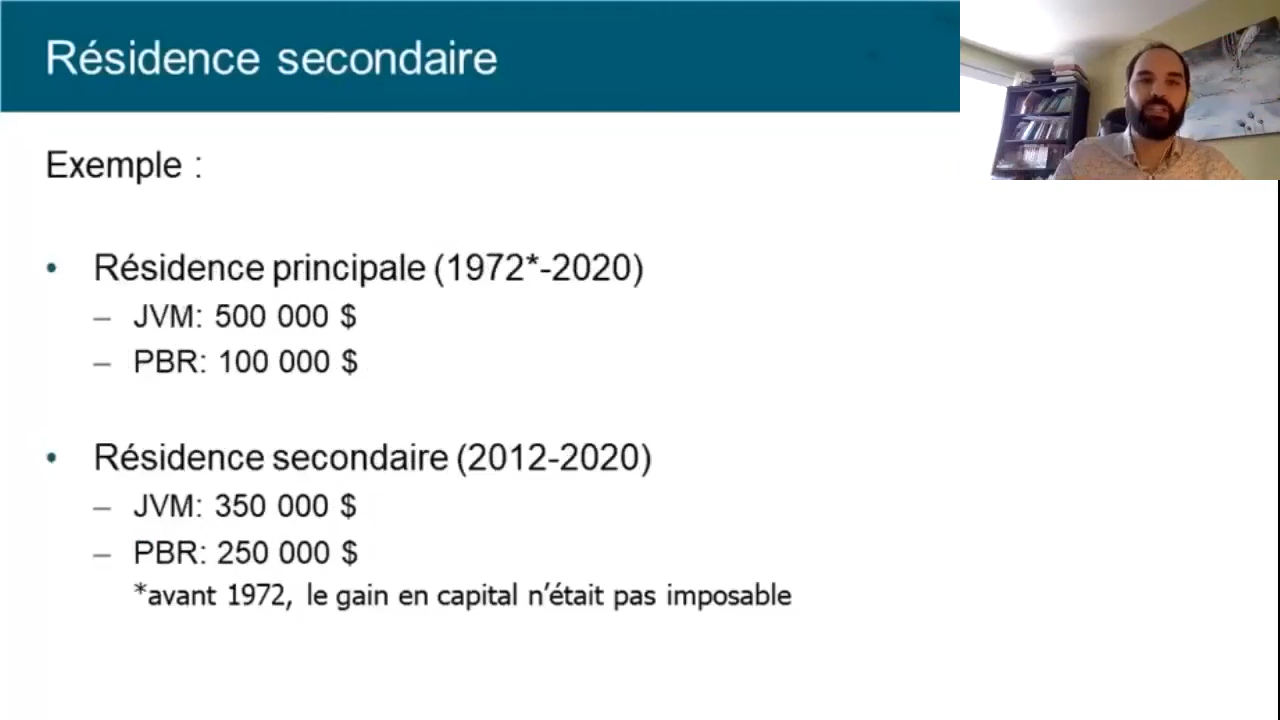 Résidence secondaire
Exemple :
• Résidence principale (1972*-2020)
– JVM: 500 000 $
– PBR: 100 000 $
• Résidence secondaire (2012-2020)
– JVM: 350 000 $
– PBR: 250 000 $
*avant 1972, le gain en capital n’était pas imposable